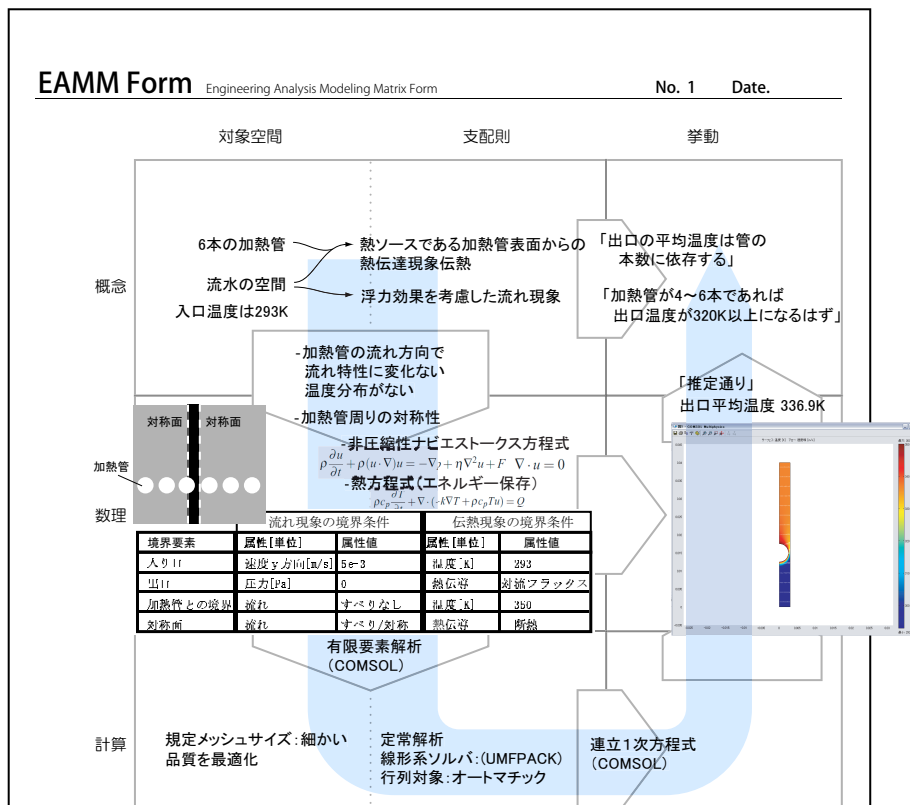 EAMM Form Engineering Analysis Modeling Matrix Form No. 1 Date.
対象空間 支配則 挙動
概念
6本の加熱管
流水の空間
入口温度は293K
熱ソースである加熱管表面からの
熱伝達現象伝熱
浮力効果を考慮した流れ現象
「出口の平均温度は管の
本数に依存する」
「加熱管が4～6本であれば
出口温度が320K以上になるはず」
-加熱管の流れ方向で
流れ特性に変化ない
温度分布がない
-加熱管周りの対称性
「推定通り」
出口平均温度 336.9K
対称面 対称面
加熱管
数理
-非圧縮性ナビエストークス方程式
ρ∂u/∂t + ρ(u·∇)u = −∇p + η∇²u + F ∇·u = 0
-熱方程式(エネルギー保存)
ρcp ∂T/∂t + ∇·(−k∇T + ρcpTu) = Q
流れ現象の境界条件 伝熱現象の境界条件
境界要素 属性[単位] 属性値 属性[単位] 属性値
入り口 速度y方向[m/s] 5e-3 温度[K] 293
出口 圧力[Pa] 0 熱伝導 対流フラックス
加熱管との境界 流れ すべりなし 温度[K] 350
対称面 流れ すべり/対称 熱伝導 断熱
有限要素解析
(COMSOL)
計算
規定メッシュサイズ:細かい
品質を最適化
定常解析
線形系ソルバ:(UMFPACK)
行列対象:オートマチック
連立1次方程式
(COMSOL)